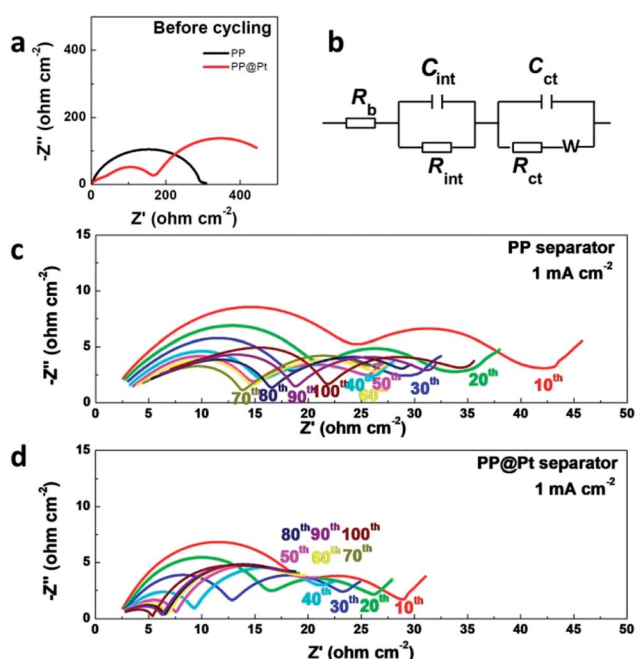 a
Before cycling
PP
PP@Pt
-Z" (ohm cm-2)
400
200
0
0 200 400
Z' (ohm cm-2)
b
Rb
Cint
Rint
Cct
Rct
W
c
PP separator
1 mA cm-2
-Z" (ohm cm-2)
15
10
5
0
70th 80th 90th 100th 40th 50th 60 30th 20th 10th
0 5 10 15 20 25 30 35 40 45 50
Z' (ohm cm-2)
d
PP@Pt separator
1 mA cm-2
-Z" (ohm cm-2)
15
10
5
0
80th 90th 100th
50th 60th 70th
40th 30th 20th 10th
0 5 10 15 20 25 30 35 40 45 50
Z' (ohm cm-2)